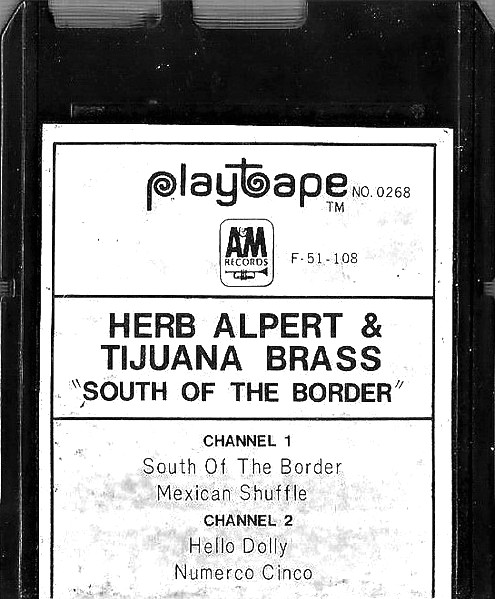 playtape NO. 0268
TM
A&M
RECORDS
F-51-108
HERB ALPERT &
TIJUANA BRASS
"SOUTH OF THE BORDER"
CHANNEL 1
South Of The Border
Mexican Shuffle
CHANNEL 2
Hello Dolly
Numerco Cinco